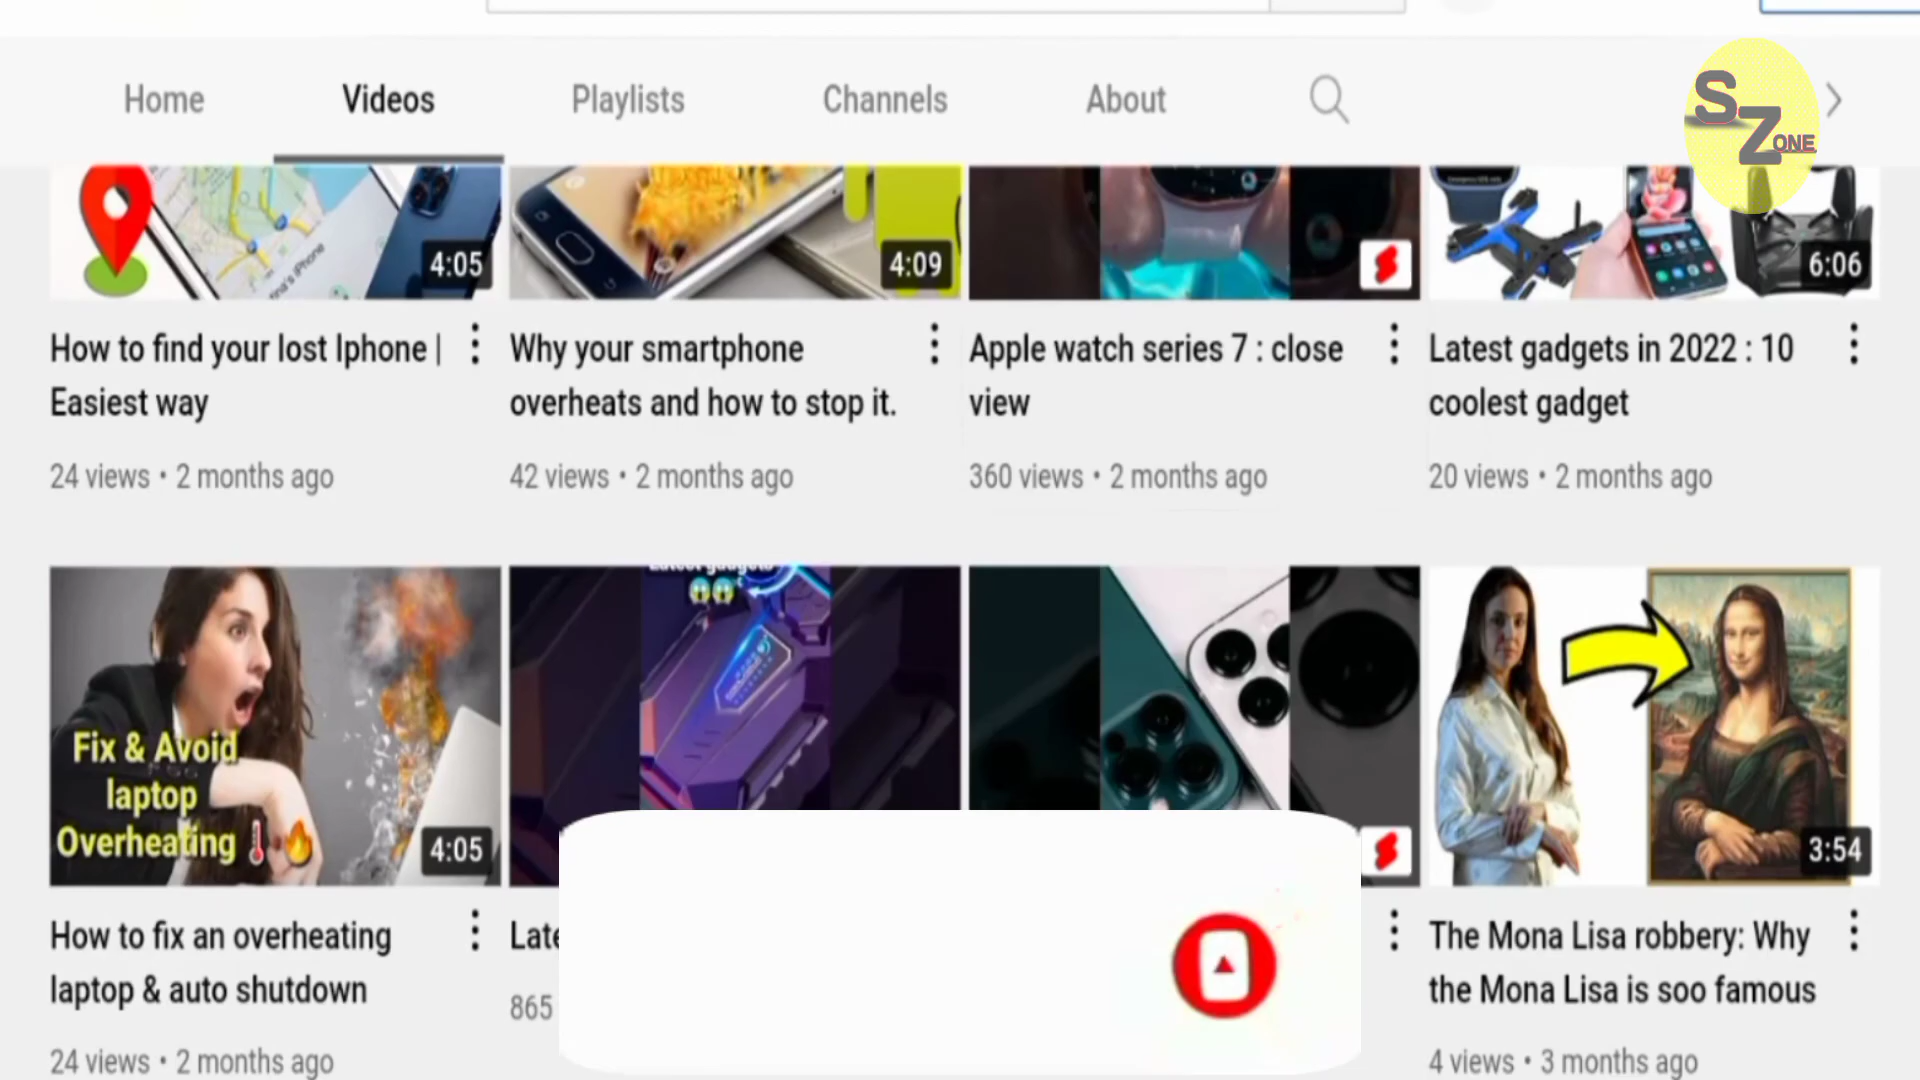 Home Videos Playlists Channels About
S
ZONE
4:05
4:09
6:06
How to find your lost Iphone |
Easiest way
24 views • 2 months ago
Why your smartphone
overheats and how to stop it.
42 views • 2 months ago
Apple watch series 7 : close
view
360 views • 2 months ago
Latest gadgets in 2022 : 10
coolest gadget
20 views • 2 months ago
Fix & Avoid
laptop
Overheating
4:05
3:54
How to fix an overheating
laptop & auto shutdown
24 views • 2 months ago
865
The Mona Lisa robbery: Why
the Mona Lisa is soo famous
4 views • 3 months ago